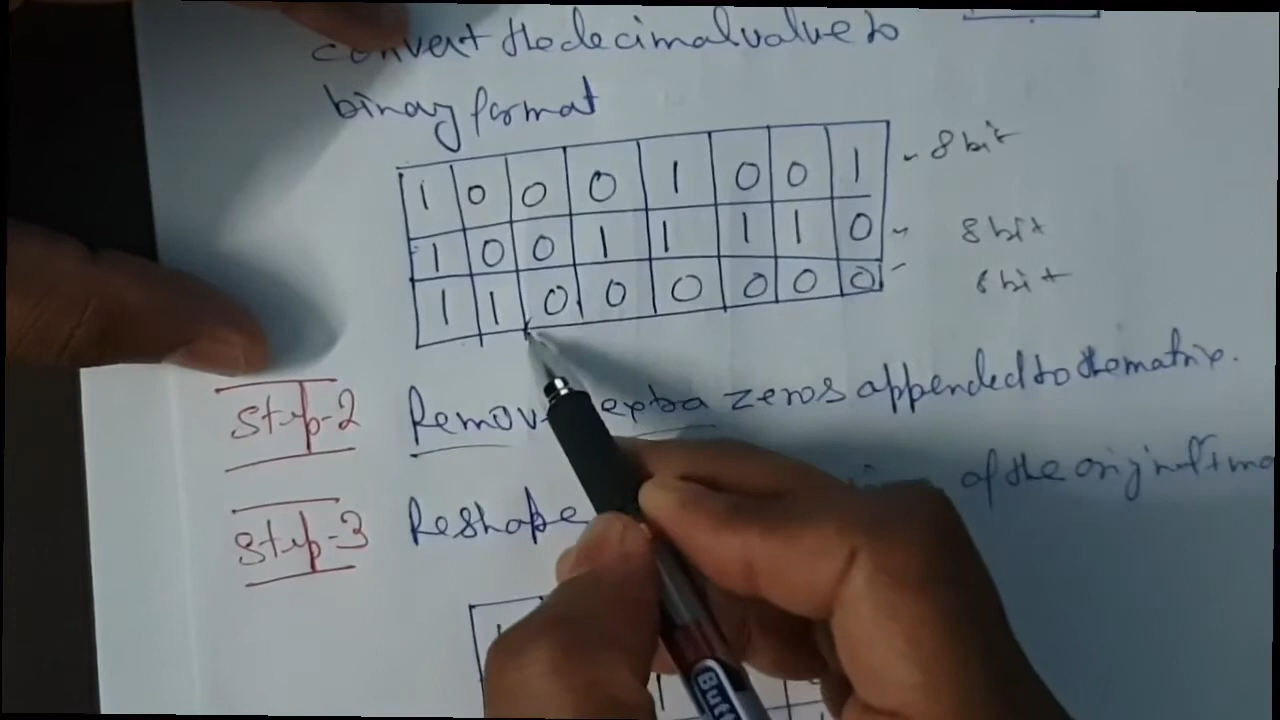 convert the decimal value to
binary format
1 0 0 0 1 0 0 1 - 8 bit
1 0 0 1 1 1 1 0 - 8 bit
1 1 0 0 0 0 0 0 - 8 bit
Step-2 Remov extra zeros appended to the matrix.
Step-3 Reshape of the original
Butt